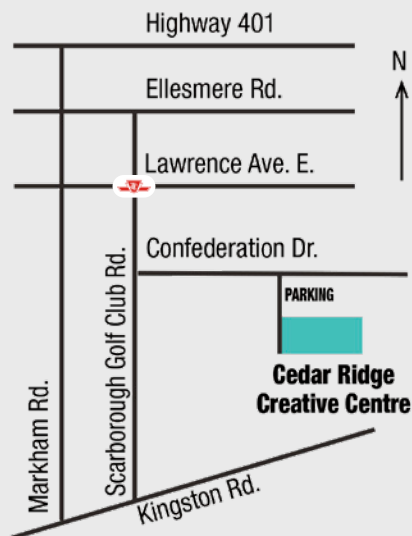 Highway 401
N
Ellesmere Rd.
Lawrence Ave. E.
Confederation Dr.
PARKING
Cedar Ridge
Creative Centre
Scarborough Golf Club Rd.
Markham Rd.
Kingston Rd.